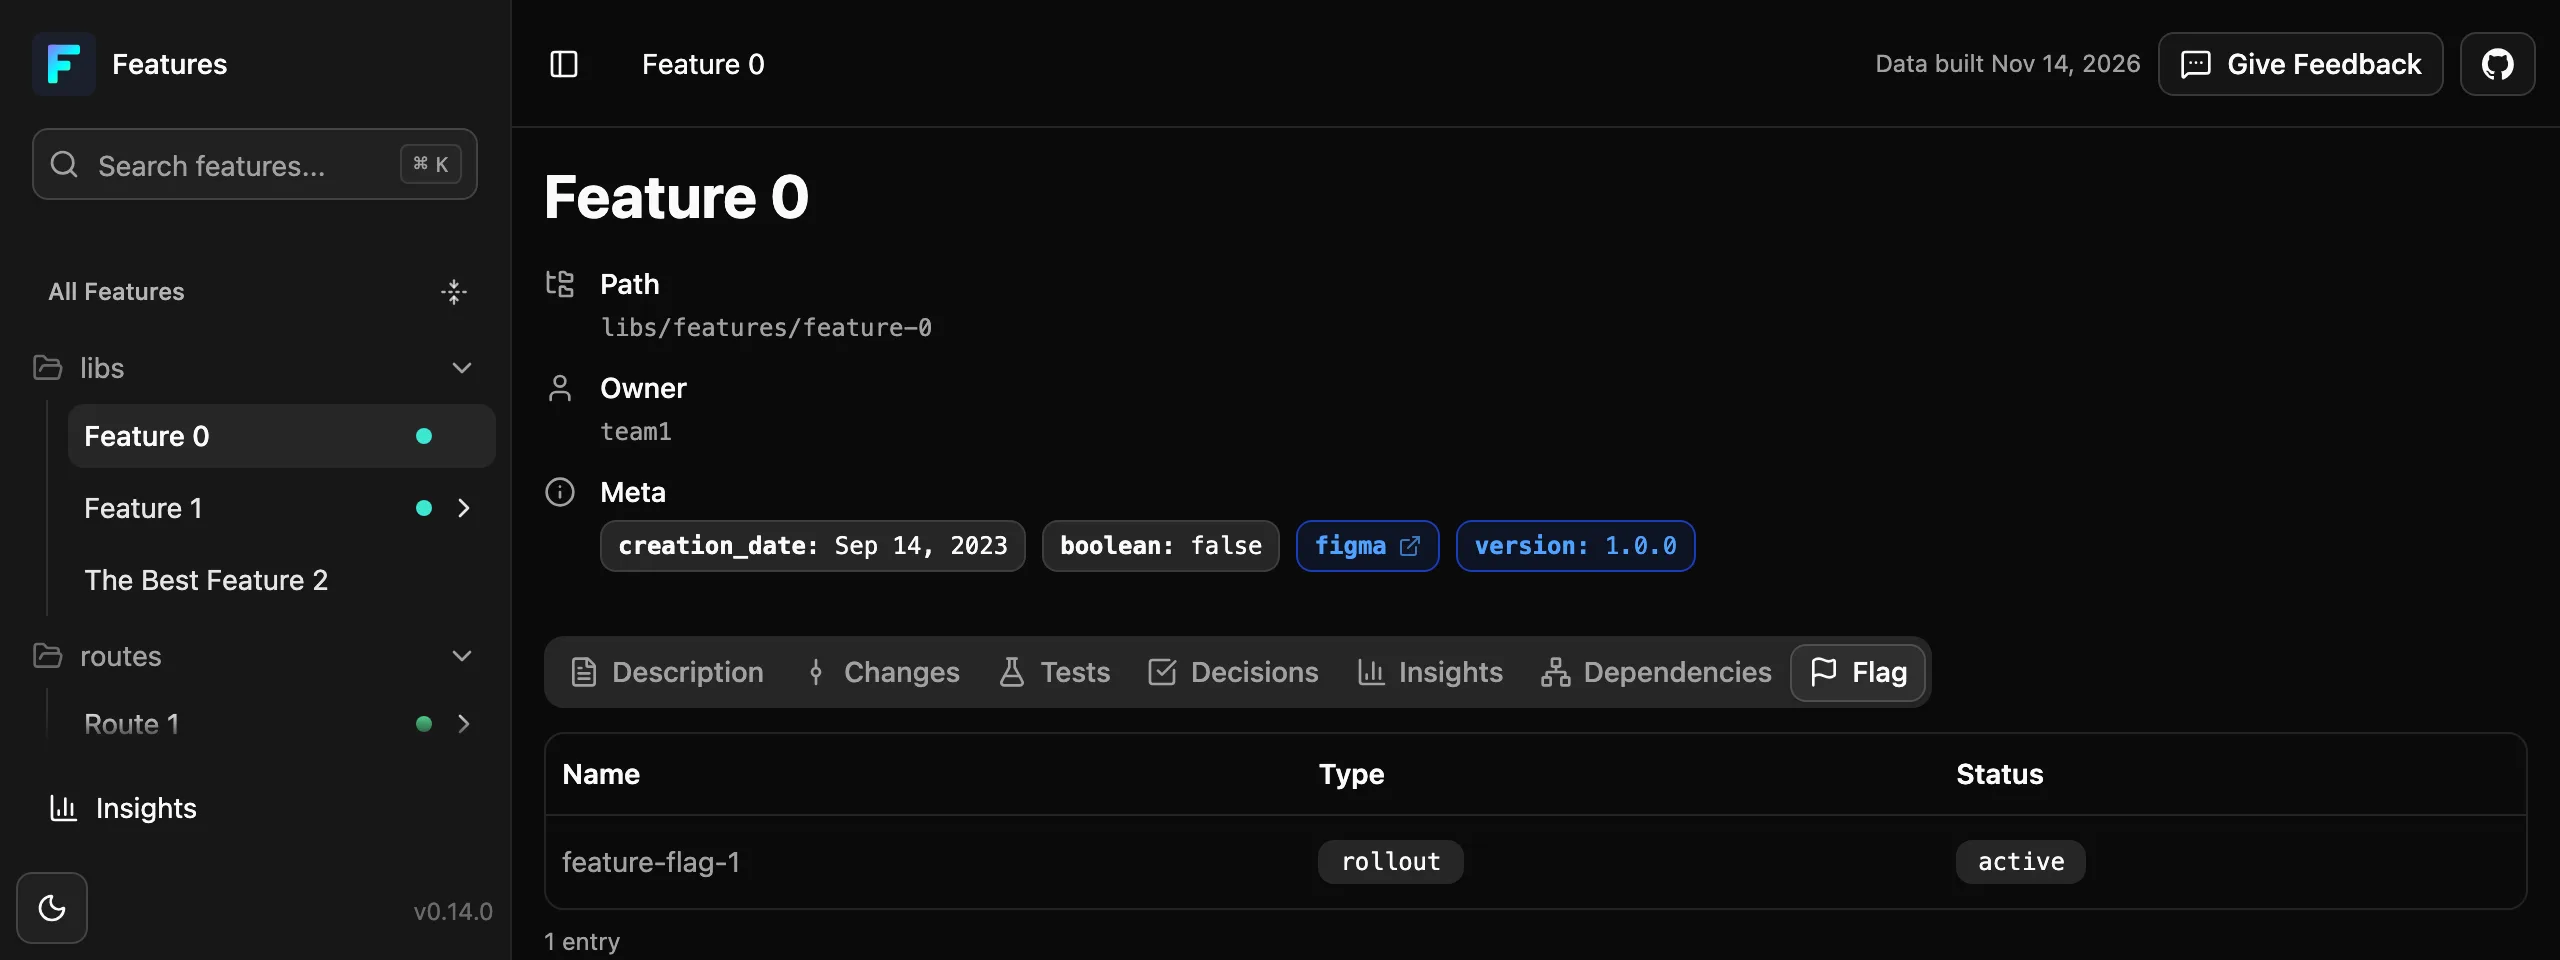 Features
Search features...
⌘ K
All Features
libs
Feature 0
Feature 1
The Best Feature 2
routes
Route 1
Insights
v0.14.0
Feature 0
Data built Nov 14, 2026
Give Feedback
Feature 0
Path
libs/features/feature-0
Owner
team1
Meta
creation_date: Sep 14, 2023
boolean: false
figma
version: 1.0.0
Description
Changes
Tests
Decisions
Insights
Dependencies
Flag
Name Type Status
feature-flag-1 rollout active
1 entry